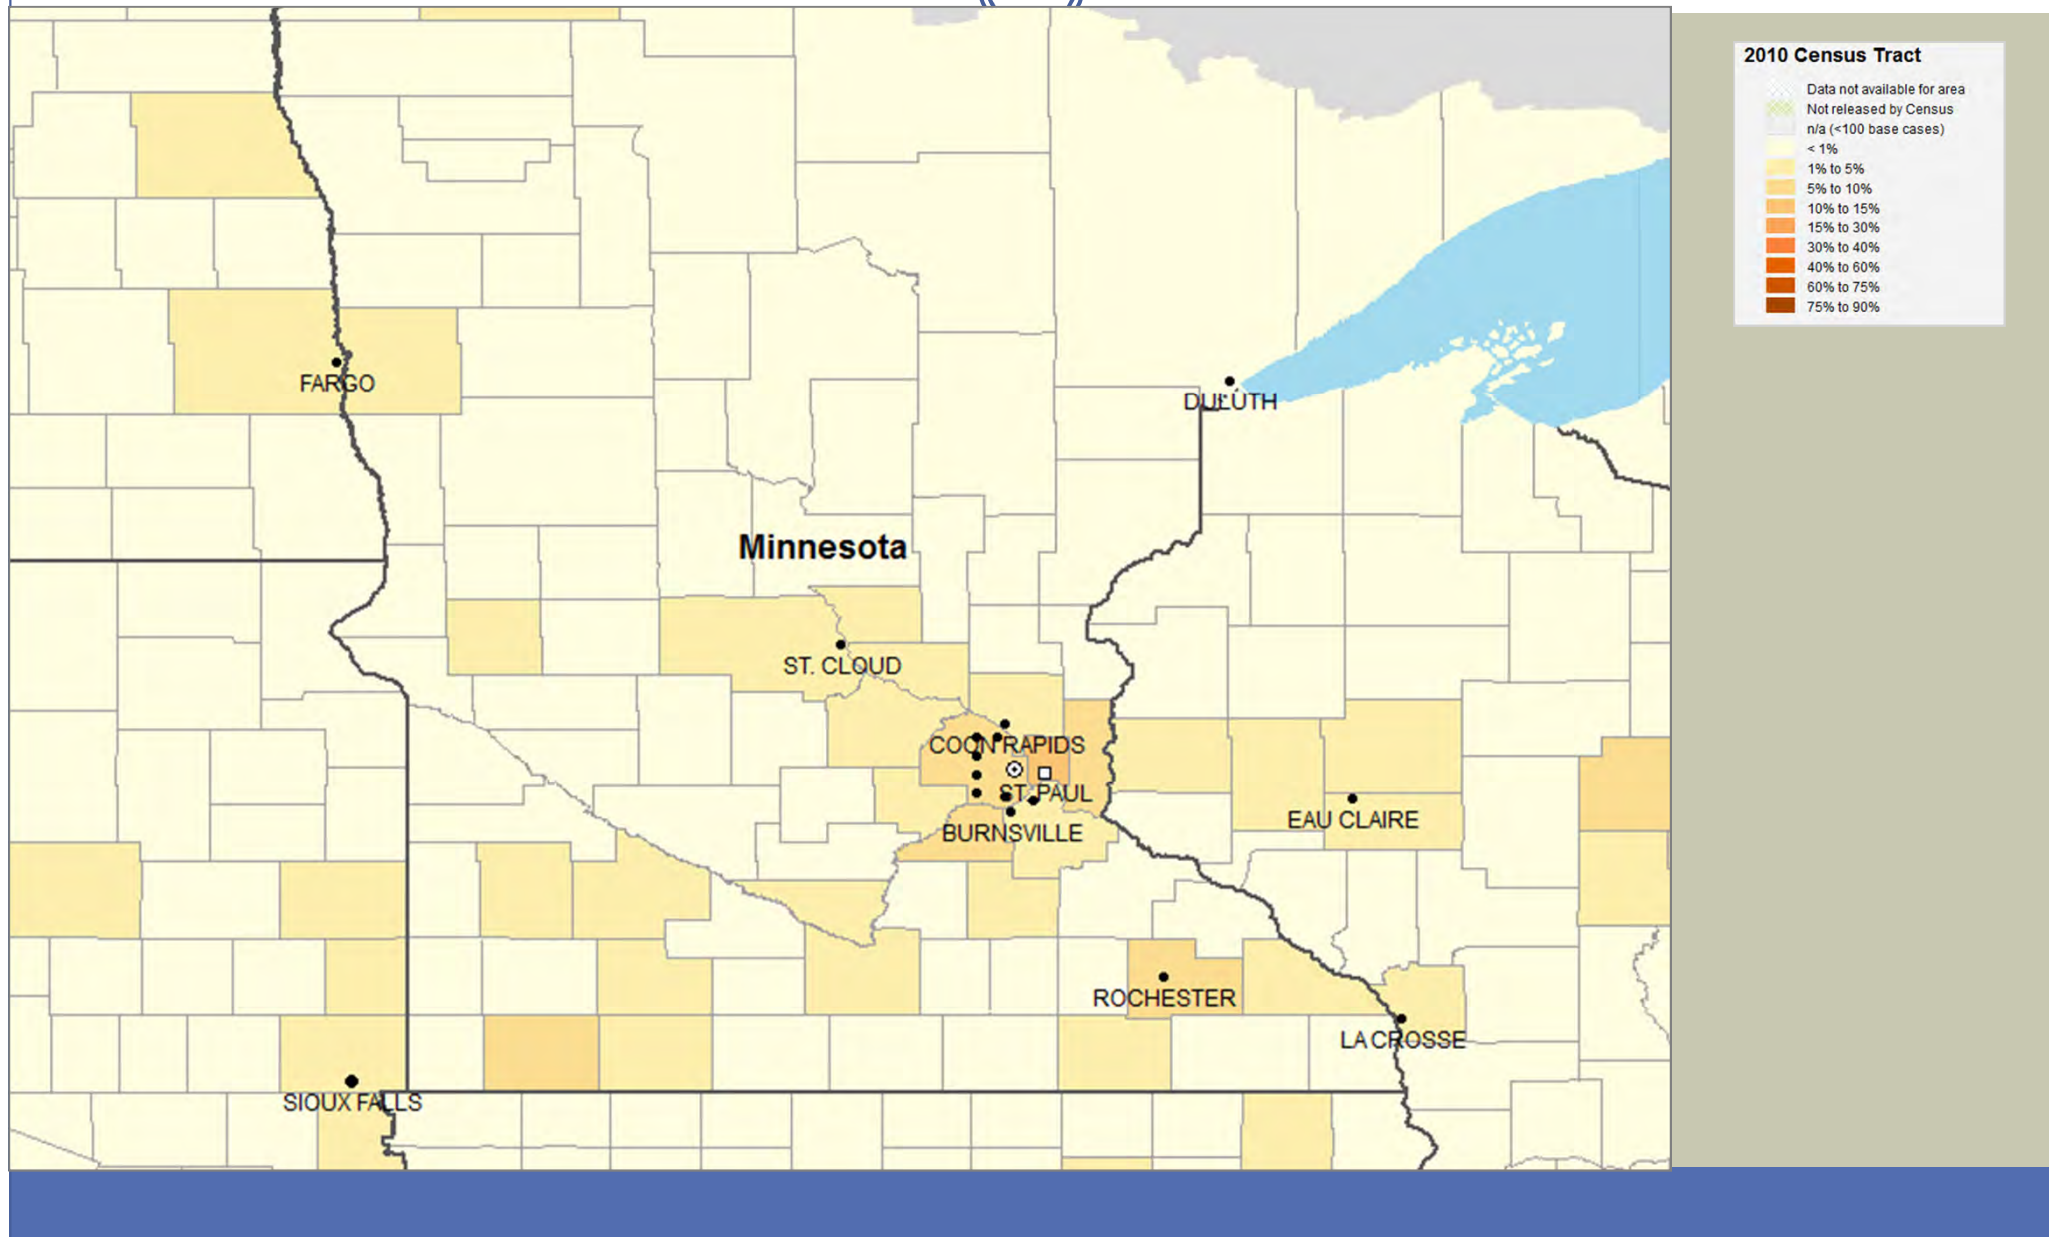 2010 Census Tract
Data not available for area
Not released by Census
n/a (<100 base cases)
< 1%
1% to 5%
5% to 10%
10% to 15%
15% to 30%
30% to 40%
40% to 60%
60% to 75%
75% to 90%
FARGO
DULUTH
Minnesota
ST. CLOUD
COON RAPIDS
ST. PAUL
EAU CLAIRE
BURNSVILLE
ROCHESTER
LA CROSSE
SIOUX FALLS